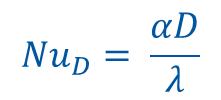 Nu_D = αD / λ